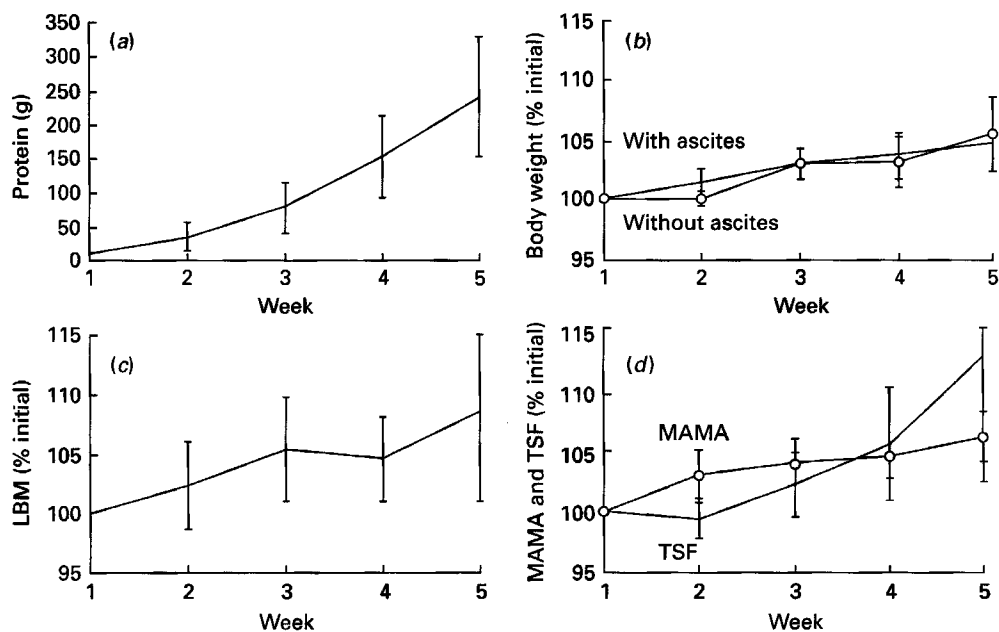 (a)
Protein (g)
350
300
250
200
150
100
50
0
1 2 3 4 5
Week
(b)
Body weight (% initial)
115
110
105
100
95
With ascites
Without ascites
1 2 3 4 5
Week
(c)
LBM (% initial)
115
110
105
100
95
1 2 3 4 5
Week
(d)
MAMA and TSF (% initial)
115
110
105
100
95
MAMA
TSF
1 2 3 4 5
Week